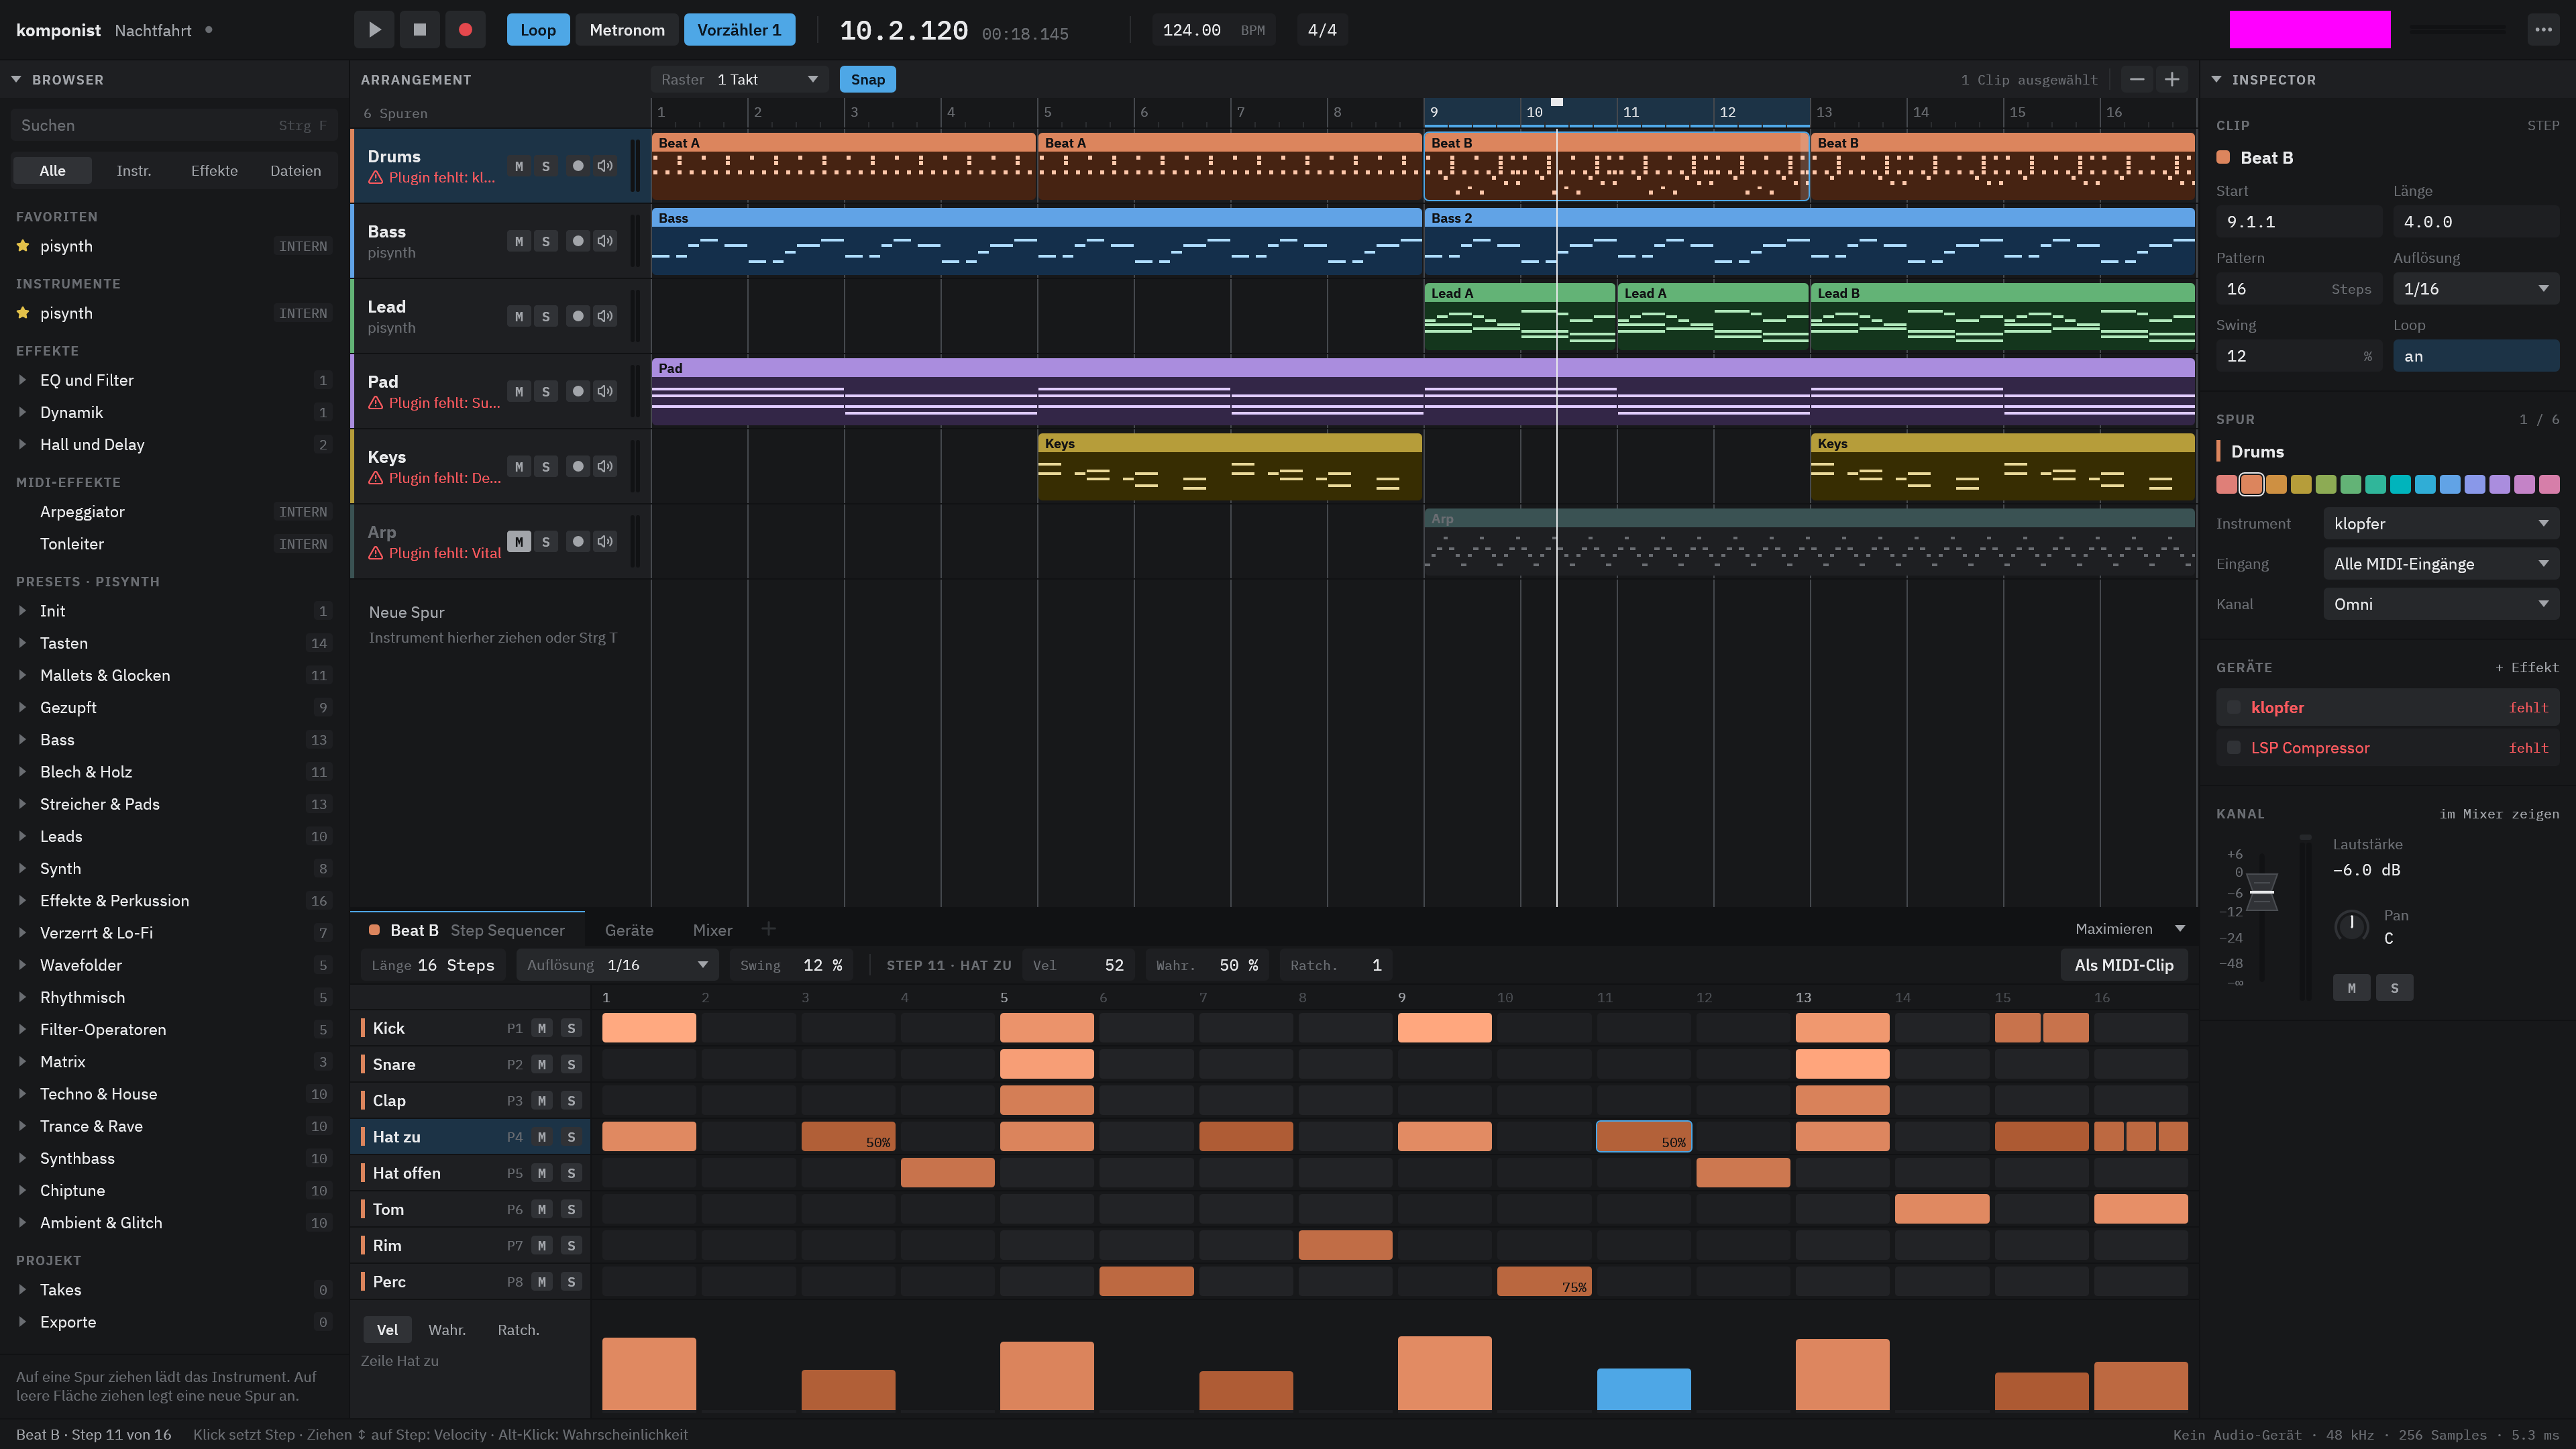 komponist Nachtfahrt
Loop Metronom Vorzähler 1 10.2.120 00:18.145 124.00 BPM 4/4
BROWSER
Suchen Strg F
Alle Instr. Effekte Dateien
FAVORITEN
pisynth INTERN
INSTRUMENTE
pisynth INTERN
EFFEKTE
EQ und Filter 1
Dynamik 1
Hall und Delay 2
MIDI-EFFEKTE
Arpeggiator INTERN
Tonleiter INTERN
PRESETS · PISYNTH
Init 1
Tasten 14
Mallets & Glocken 11
Gezupft 9
Bass 13
Blech & Holz 11
Streicher & Pads 13
Leads 10
Synth 8
Effekte & Perkussion 16
Verzerrt & Lo-Fi 7
Wavefolder 5
Rhythmisch 5
Filter-Operatoren 5
Matrix 3
Techno & House 10
Trance & Rave 10
Synthbass 10
Chiptune 10
Ambient & Glitch 10
PROJEKT
Takes 0
Exporte 0
Auf eine Spur ziehen lädt das Instrument. Auf
leere Fläche ziehen legt eine neue Spur an.
ARRANGEMENT Raster 1 Takt Snap 1 Clip ausgewählt
6 Spuren 1 2 3 4 5 6 7 8 9 10 11 12 13 14 15 16
Drums M S
Plugin fehlt: kl...
Beat A Beat A Beat B Beat B
Bass M S
pisynth
Bass Bass 2
Lead M S
pisynth
Lead A Lead A Lead B
Pad M S
Plugin fehlt: Su...
Pad
Keys M S
Plugin fehlt: De...
Keys Keys
Arp M S
Plugin fehlt: Vital
Arp
Neue Spur
Instrument hierher ziehen oder Strg T
Beat B Step Sequencer Geräte Mixer Maximieren
Länge 16 Steps Auflösung 1/16 Swing 12 % STEP 11 · HAT ZU Vel 52 Wahr. 50 % Ratch. 1 Als MIDI-Clip
1 2 3 4 5 6 7 8 9 10 11 12 13 14 15 16
Kick P1 M S
Snare P2 M S
Clap P3 M S
Hat zu P4 M S 50% 50%
Hat offen P5 M S
Tom P6 M S
Rim P7 M S
Perc P8 M S 75%
Vel Wahr. Ratch.
Zeile Hat zu
INSPECTOR
CLIP STEP
Beat B
Start Länge
9.1.1 4.0.0
Pattern Auflösung
16 Steps 1/16
Swing Loop
12 % an
SPUR 1 / 6
Drums
Instrument klopfer
Eingang Alle MIDI-Eingänge
Kanal Omni
GERÄTE + Effekt
klopfer fehlt
LSP Compressor fehlt
KANAL im Mixer zeigen
+6
0
−6
−12
−24
−48
−∞
Lautstärke
−6.0 dB
Pan
C
M S
Beat B · Step 11 von 16 Klick setzt Step · Ziehen ↕ auf Step: Velocity · Alt-Klick: Wahrscheinlichkeit Kein Audio-Gerät · 48 kHz · 256 Samples · 5.3 ms